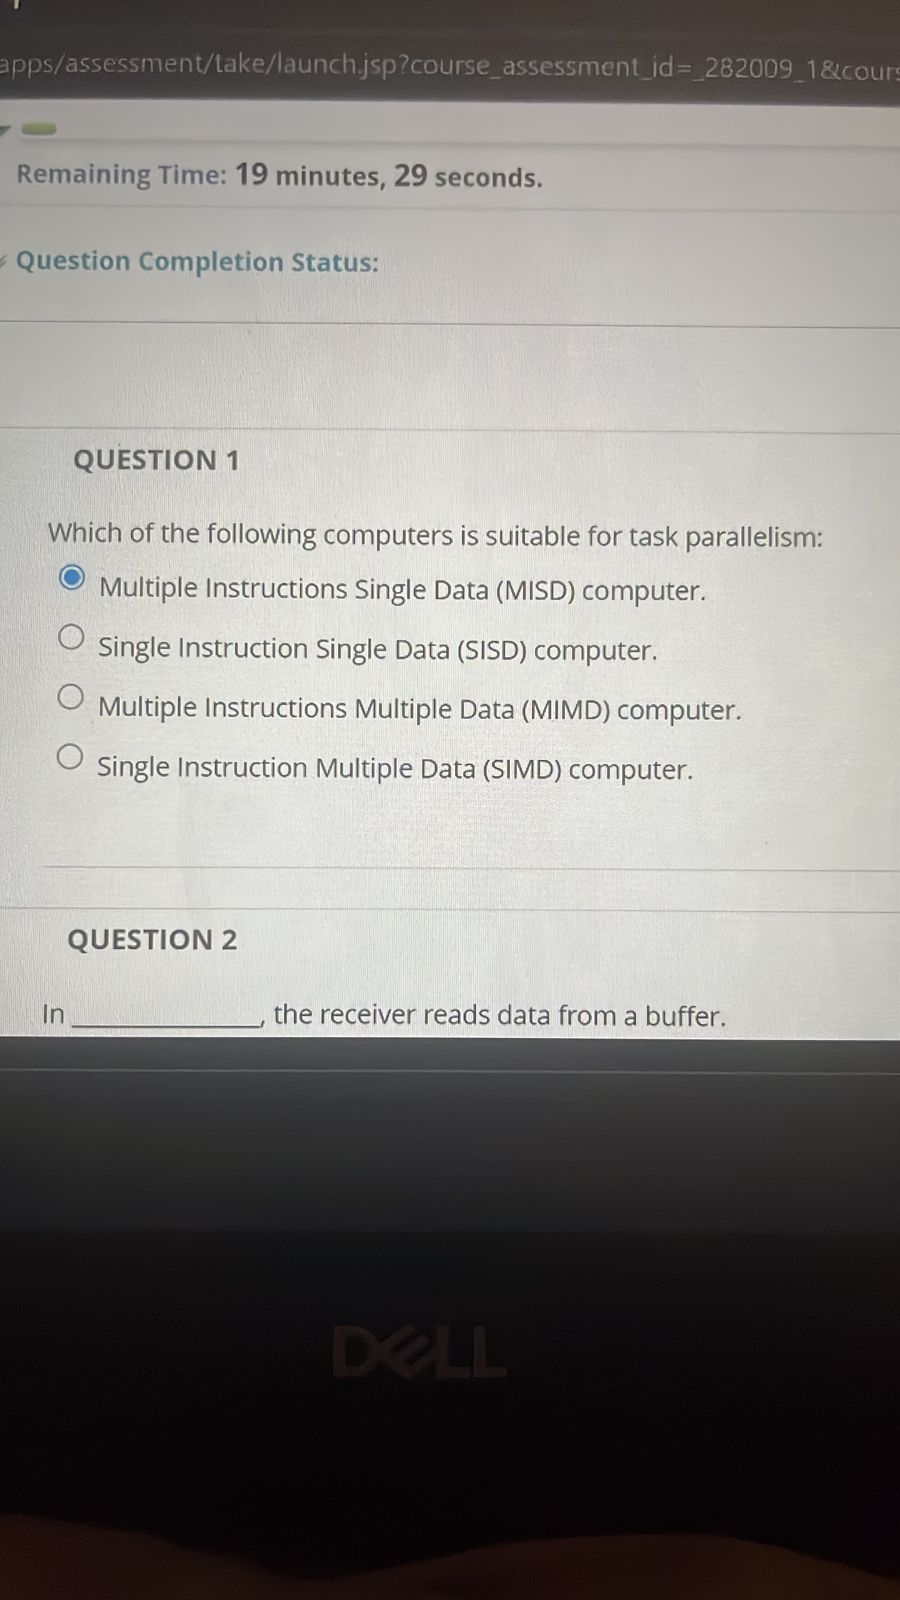 apps/assessment/take/launch.jsp?course_assessment_id=_282009_1&cours
Remaining Time: 19 minutes, 29 seconds.
Question Completion Status:
QUESTION 1
Which of the following computers is suitable for task parallelism:
Multiple Instructions Single Data (MISD) computer.
Single Instruction Single Data (SISD) computer.
Multiple Instructions Multiple Data (MIMD) computer.
Single Instruction Multiple Data (SIMD) computer.
QUESTION 2
In ______________, the receiver reads data from a buffer.
DELL